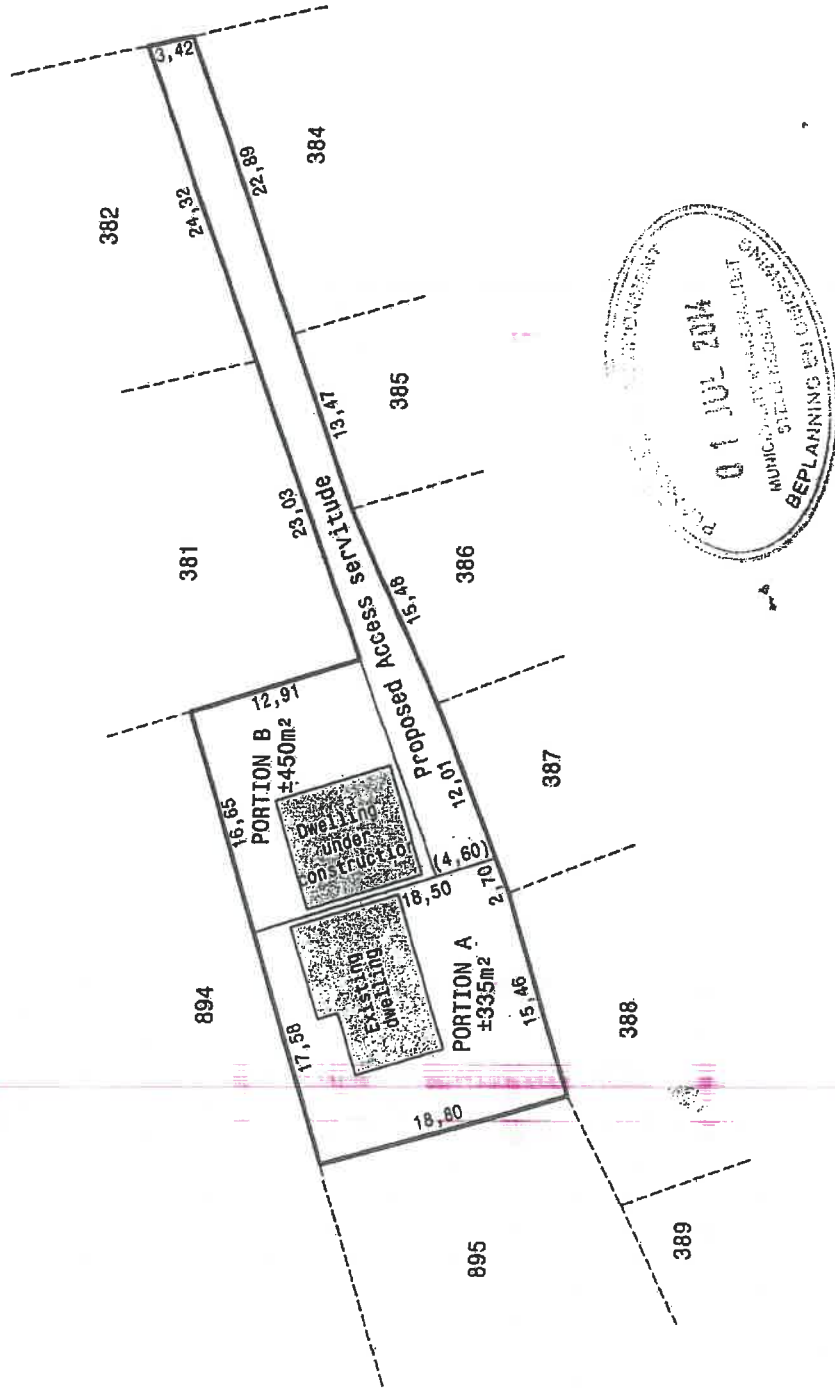 3,42
382
24,32
22,89
384
381
23,03
13,47
385
Proposed Access servitude
15,48
386
12,91
16,65
PORTION B
±450m²
Dwelling
under
construction
12,01
387
(4,60)
18,50
2,70
894
17,58
Existing
dwelling
PORTION A
±335m²
15,46
388
18,80
895
389
01 JUL 2014
BEPLANNING EN OMGEWING